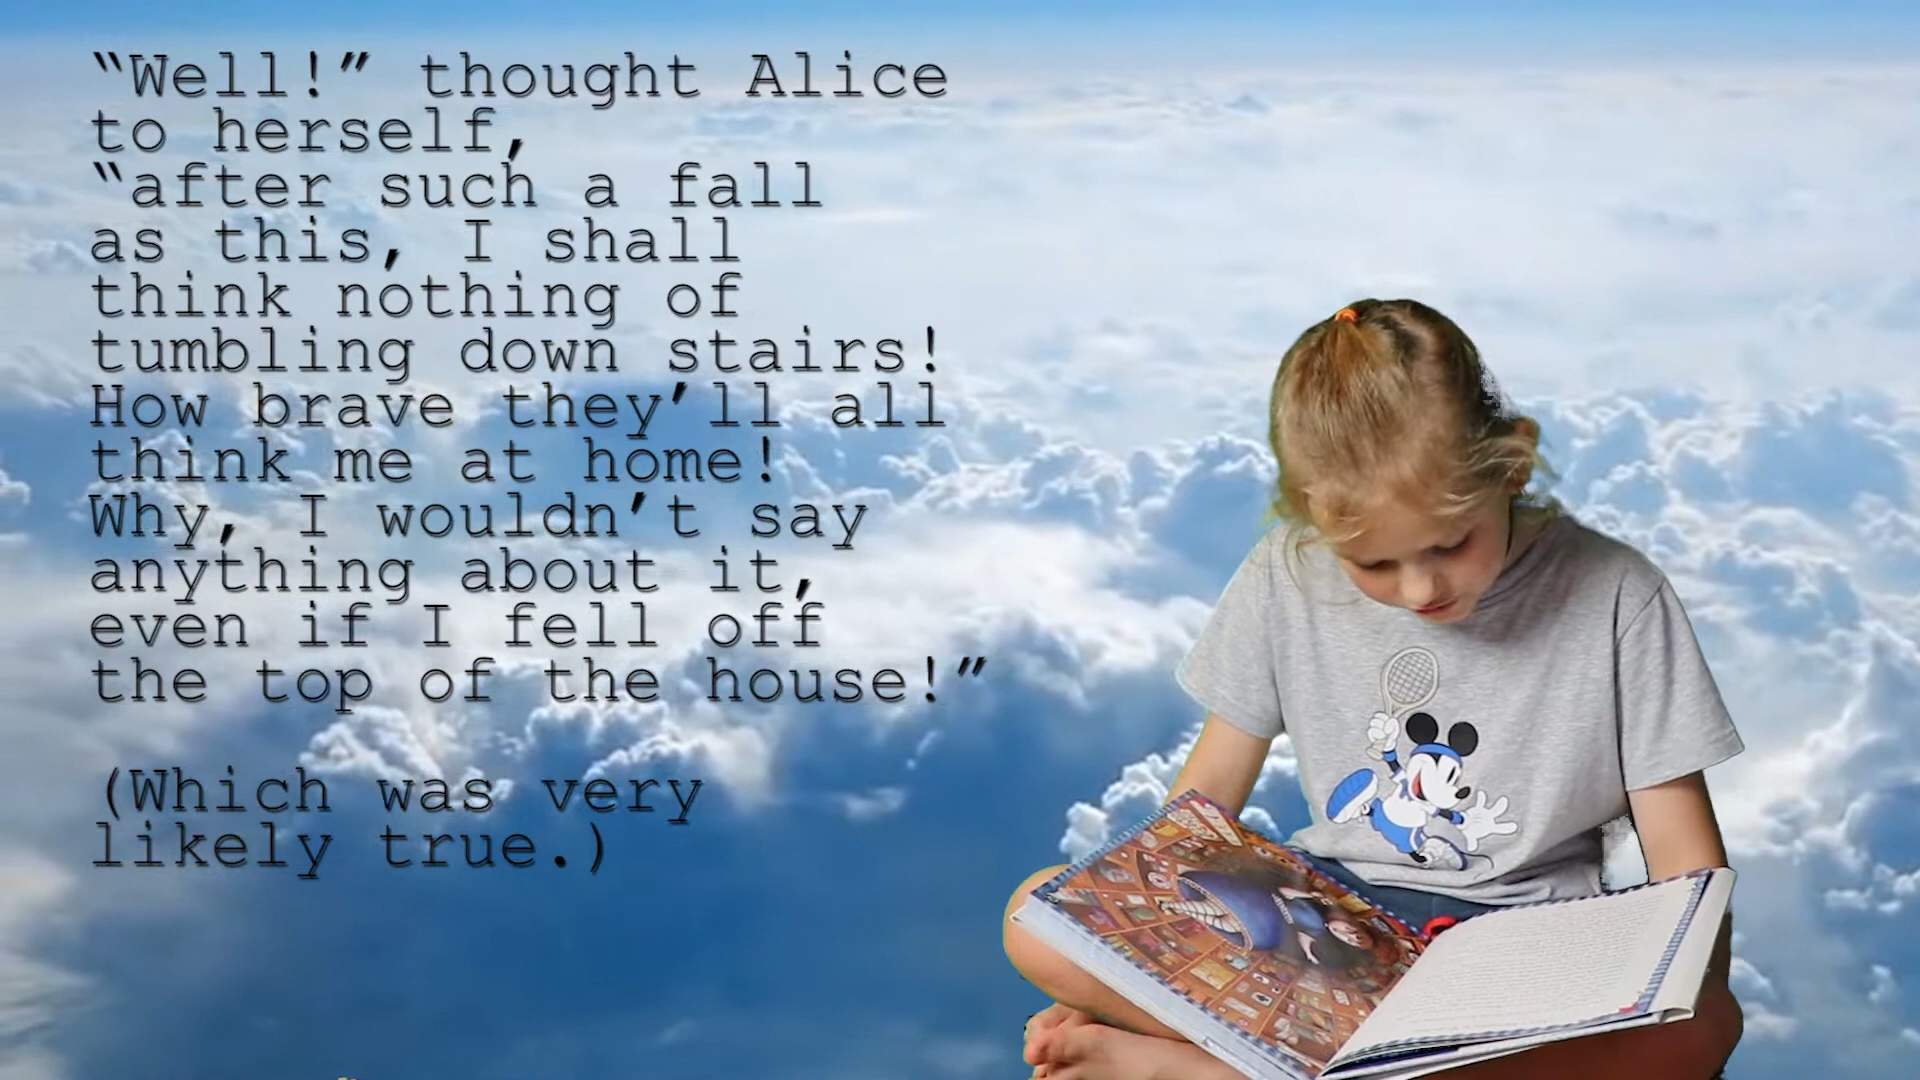 “Well!” thought Alice
to herself,
“after such a fall
as this, I shall
think nothing of
tumbling down stairs!
How brave they’ll all
think me at home!
Why, I wouldn’t say
anything about it,
even if I fell off
the top of the house!”
(Which was very
likely true.)